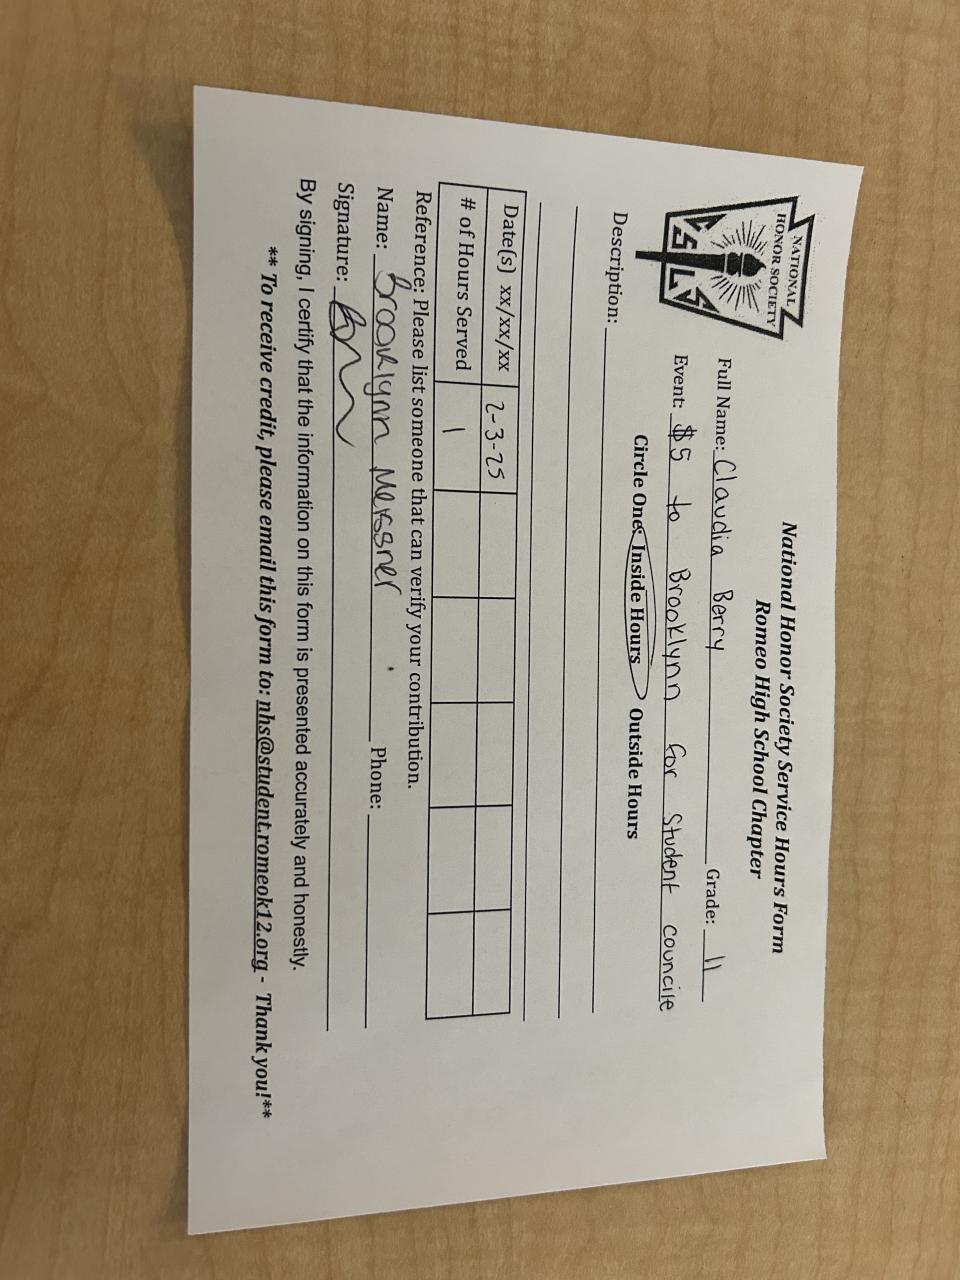 National Honor Society Service Hours Form
Romeo High School Chapter
NATIONAL
HONOR SOCIETY
C S L S
Full Name: Claudia Berry Grade: 11
Event: $5 to Brooklynn for Student councile
Circle One: Inside Hours Outside Hours
Description:
Date(s) xx/xx/xx 2-3-25
# of Hours Served 1
Reference: Please list someone that can verify your contribution.
Name: Brooklynn Meissner Phone:
Signature:
By signing, I certify that the information on this form is presented accurately and honestly.
** To receive credit, please email this form to: nhs@student.romeok12.org - Thank you!**